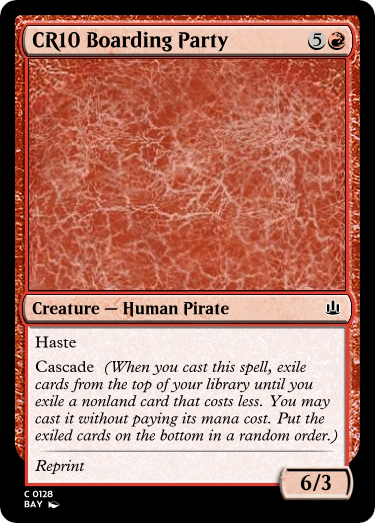 CR10 Boarding Party 5
Creature — Human Pirate
Haste
Cascade (When you cast this spell, exile
cards from the top of your library until you
exile a nonland card that costs less. You may
cast it without paying its mana cost. Put the
exiled cards on the bottom in a random order.)
Reprint
6/3
C 0128
BAY